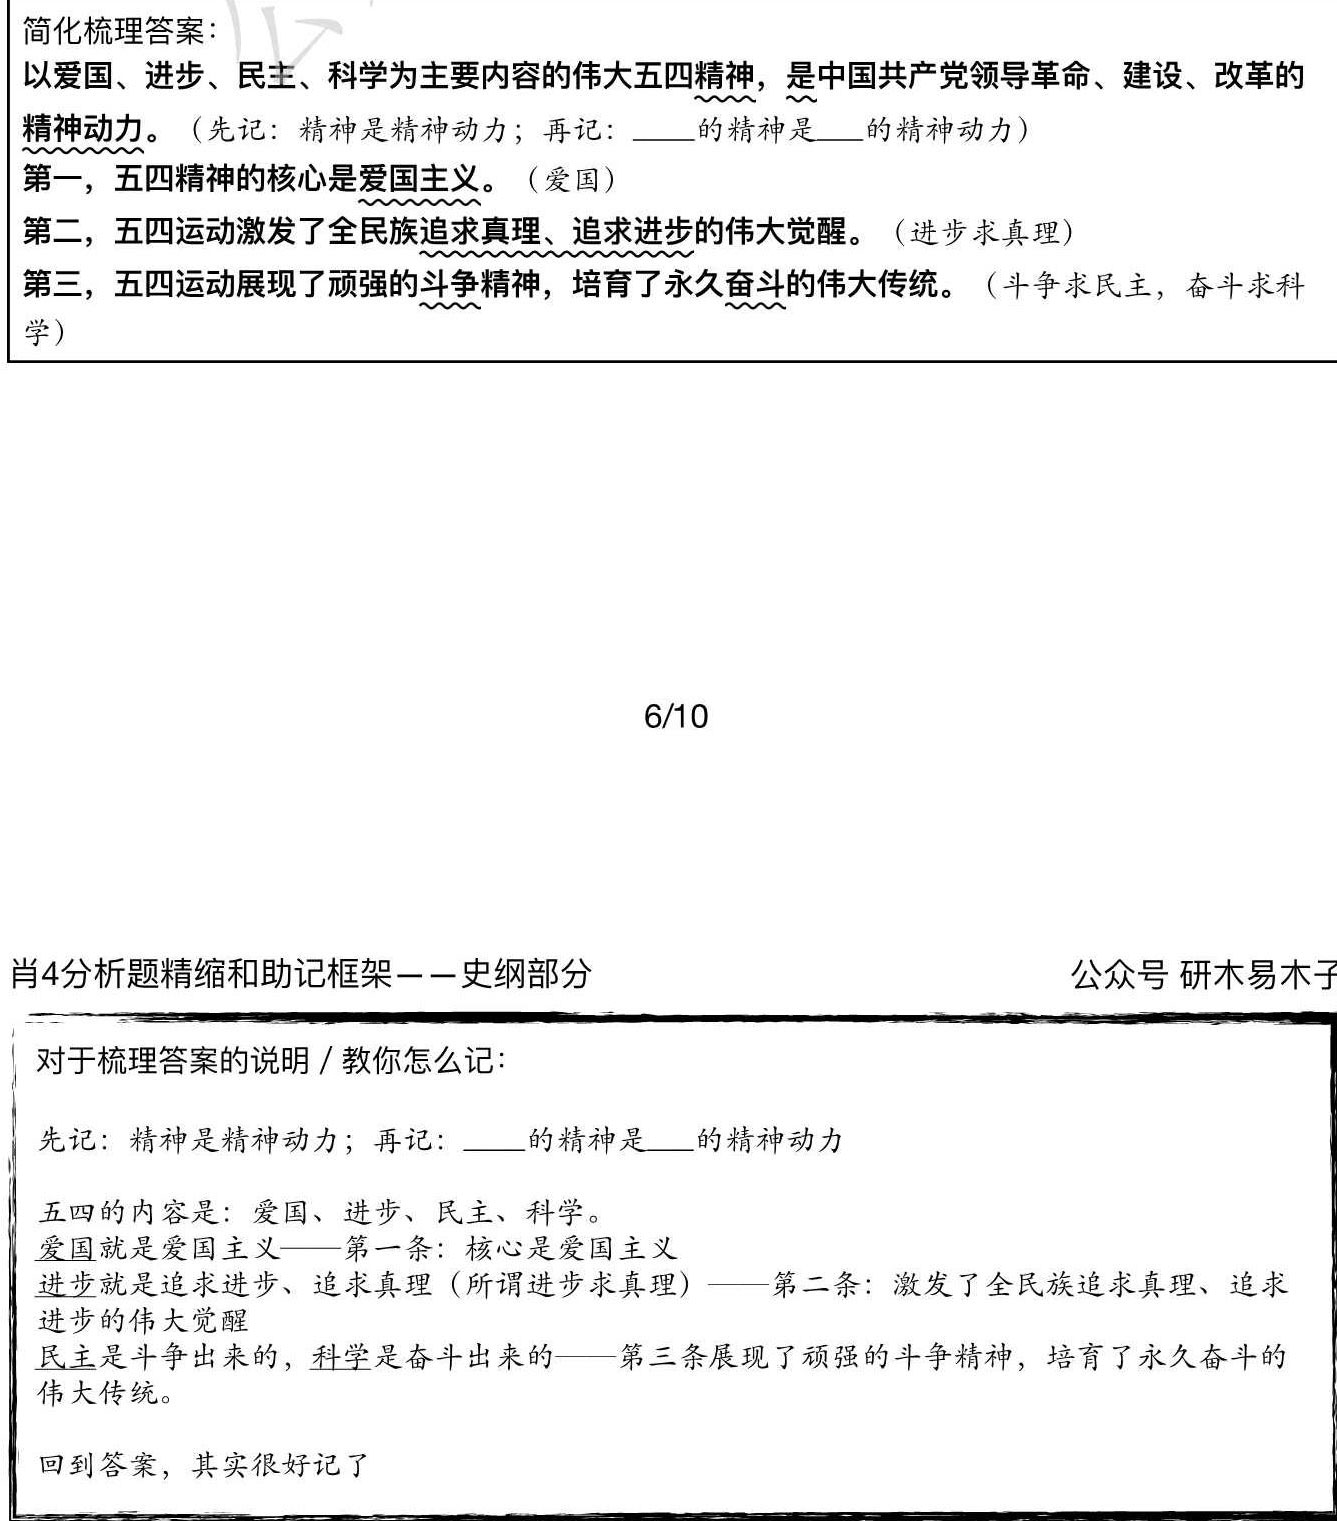 简化梳理答案：
以爱国、进步、民主、科学为主要内容的伟大五四精神，是中国共产党领导革命、建设、改革的
精神动力。（先记：精神是精神动力；再记：____的精神是___的精神动力）
第一，五四精神的核心是爱国主义。（爱国）
第二，五四运动激发了全民族追求真理、追求进步的伟大觉醒。（进步求真理）
第三，五四运动展现了顽强的斗争精神，培育了永久奋斗的伟大传统。（斗争求民主，奋斗求科
学）
6/10
肖4分析题精缩和助记框架——史纲部分 公众号 研木易木子
对于梳理答案的说明 / 教你怎么记：
先记：精神是精神动力；再记：____的精神是___的精神动力
五四的内容是：爱国、进步、民主、科学。
爱国就是爱国主义——第一条：核心是爱国主义
进步就是追求进步、追求真理（所谓进步求真理）——第二条：激发了全民族追求真理、追求
进步的伟大觉醒
民主是斗争出来的，科学是奋斗出来的——第三条展现了顽强的斗争精神，培育了永久奋斗的
伟大传统。
回到答案，其实很好记了